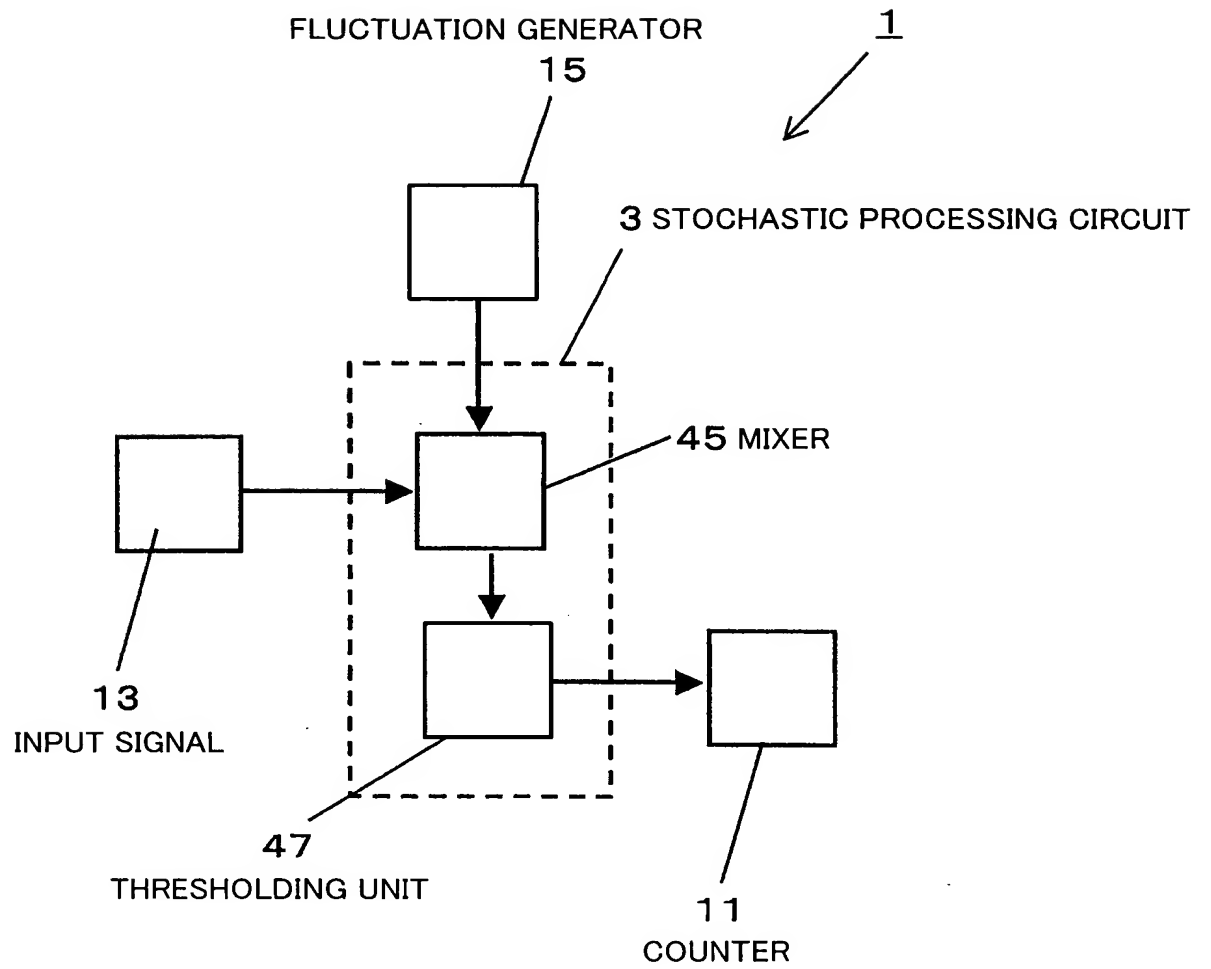 FLUCTUATION GENERATOR
15
1
3 STOCHASTIC PROCESSING CIRCUIT
45 MIXER
13
INPUT SIGNAL
47
THRESHOLDING UNIT
11
COUNTER